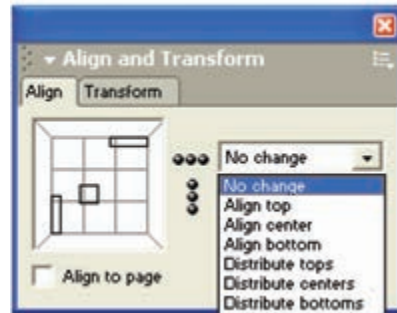 Align and Transform
Align Transform
No change
No change
Align top
Align center
Align bottom
Distribute tops
Distribute centers
Distribute bottoms
Align to page